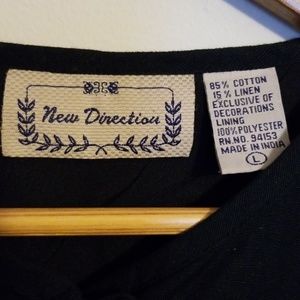 New Direction
85% COTTON
15% LINEN
EXCLUSIVE OF
DECORATIONS
LINING
100% POLYESTER
RN.NO. 94153
MADE IN INDIA
L